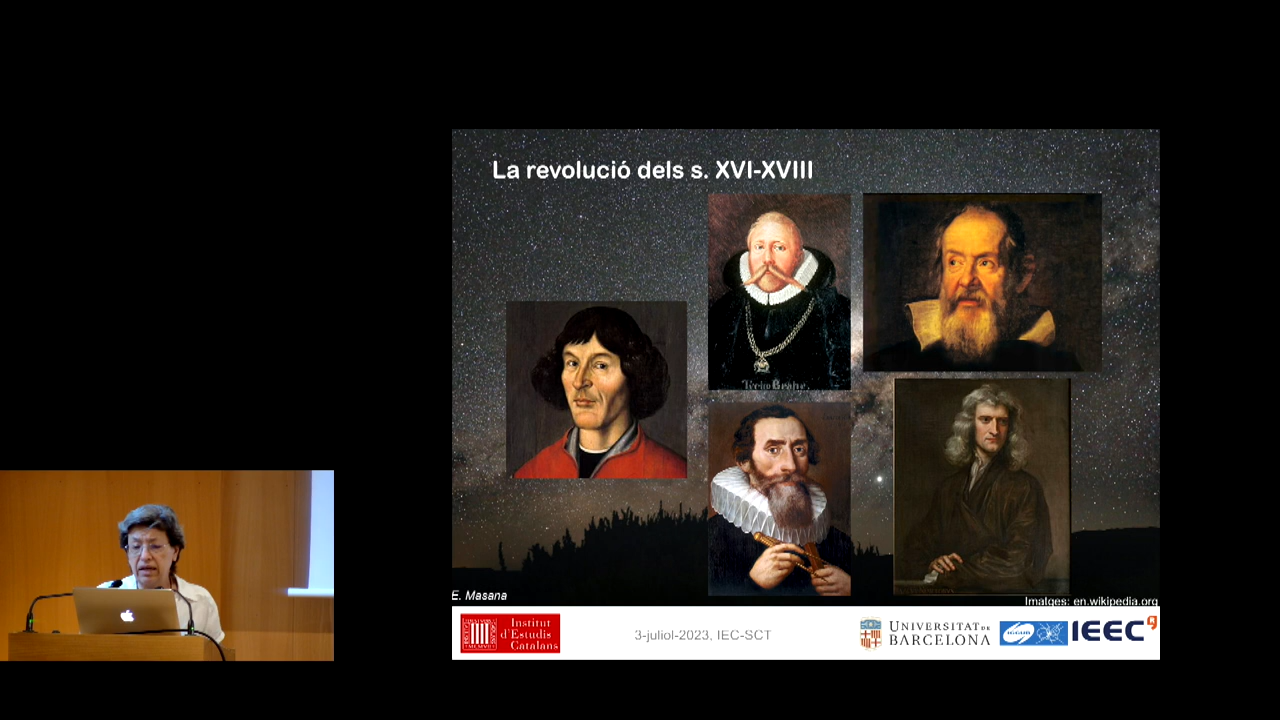 La revolució dels s. XVI-XVIII
Tycho Brahe
E. Masana
Imatges: en.wikipedia.org
Institut
d'Estudis
Catalans
3-juliol-2023, IEC-SCT
UNIVERSITAT DE
BARCELONA
ICCUB
IEEC